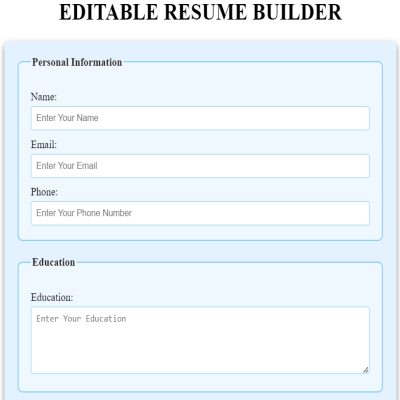 EDITABLE RESUME BUILDER
Personal Information
Name:
Enter Your Name
Email:
Enter Your Email
Phone:
Enter Your Phone Number
Education
Education:
Enter Your Education